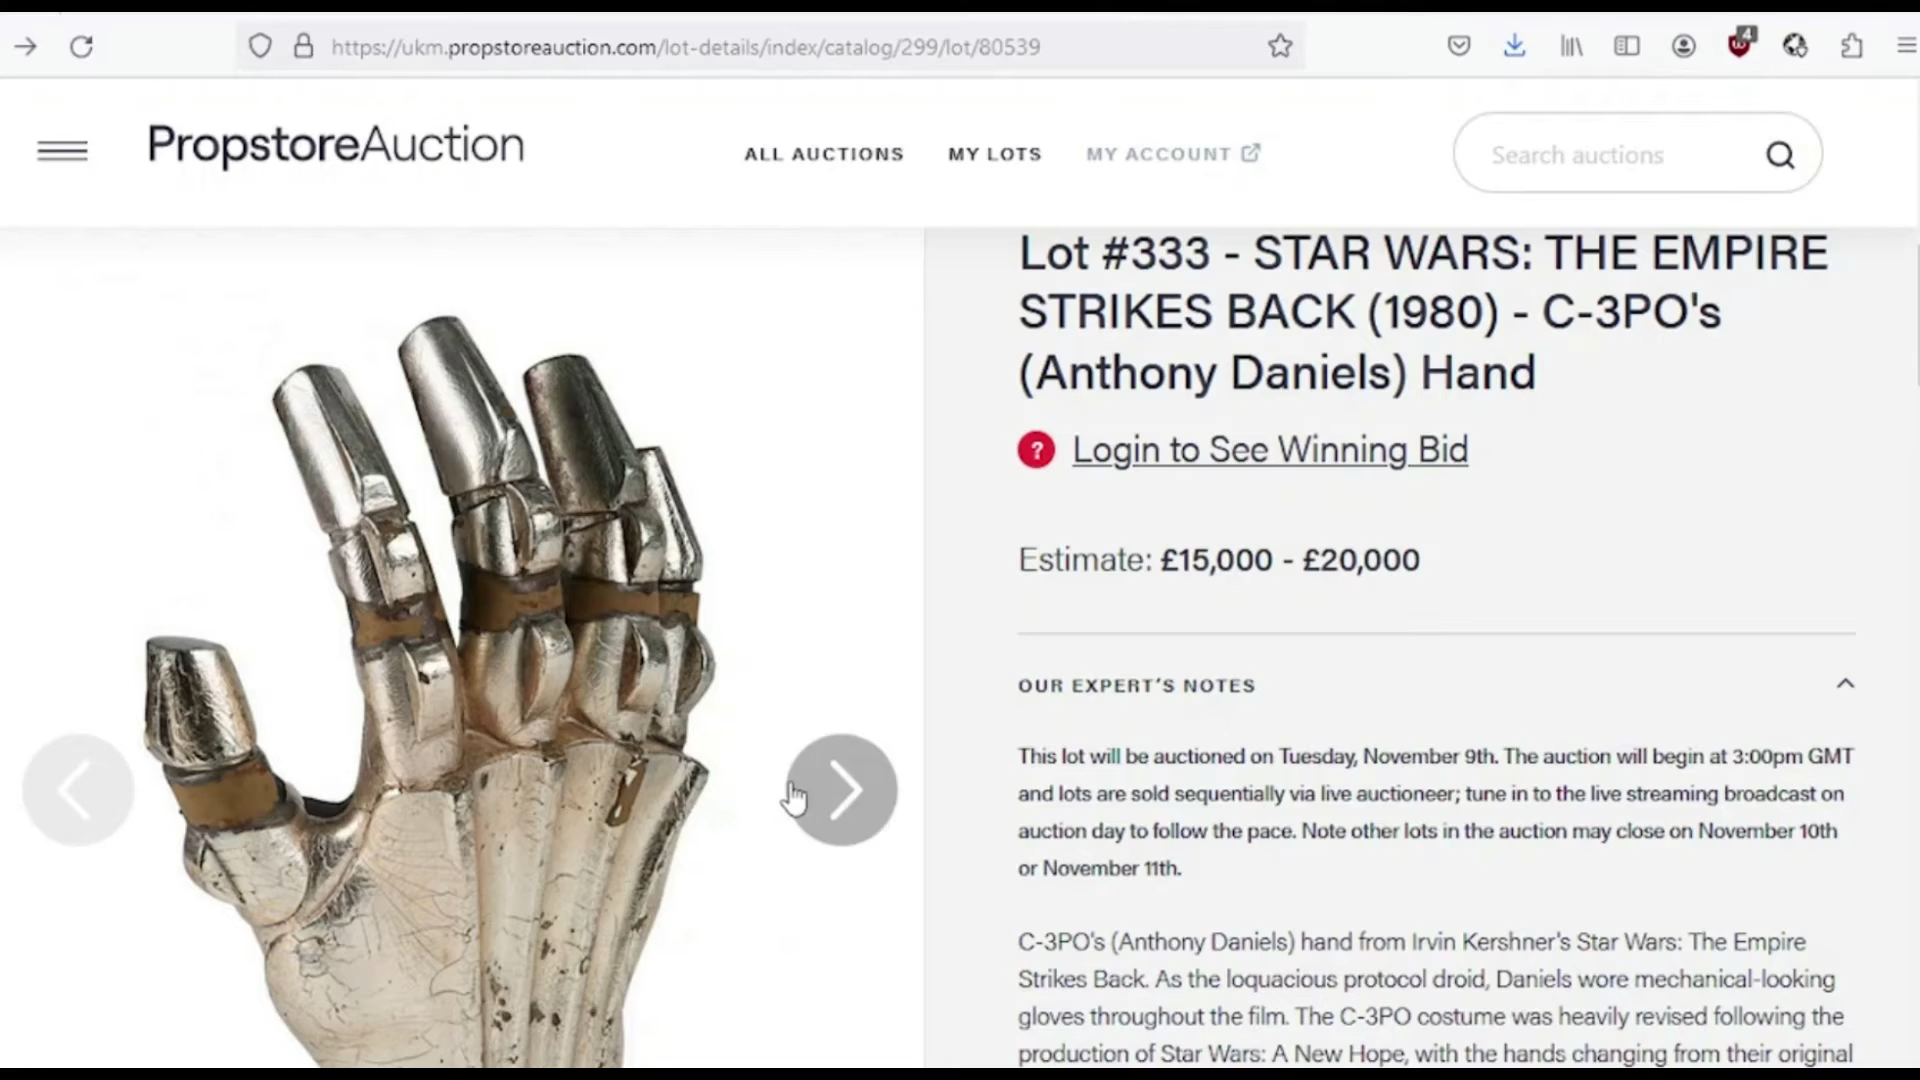 https://ukm.propstoreauction.com/lot-details/index/catalog/299/lot/80539
4
PropstoreAuction
ALL AUCTIONS
MY LOTS
MY ACCOUNT
Search auctions
Lot #333 - STAR WARS: THE EMPIRE
STRIKES BACK (1980) - C-3PO's
(Anthony Daniels) Hand
? Login to See Winning Bid
Estimate: £15,000 - £20,000
OUR EXPERT'S NOTES
This lot will be auctioned on Tuesday, November 9th. The auction will begin at 3:00pm GMT
and lots are sold sequentially via live auctioneer; tune in to the live streaming broadcast on
auction day to follow the pace. Note other lots in the auction may close on November 10th
or November 11th.
C-3PO's (Anthony Daniels) hand from Irvin Kershner's Star Wars: The Empire
Strikes Back. As the loquacious protocol droid, Daniels wore mechanical-looking
gloves throughout the film. The C-3PO costume was heavily revised following the
production of Star Wars: A New Hope, with the hands changing from their original